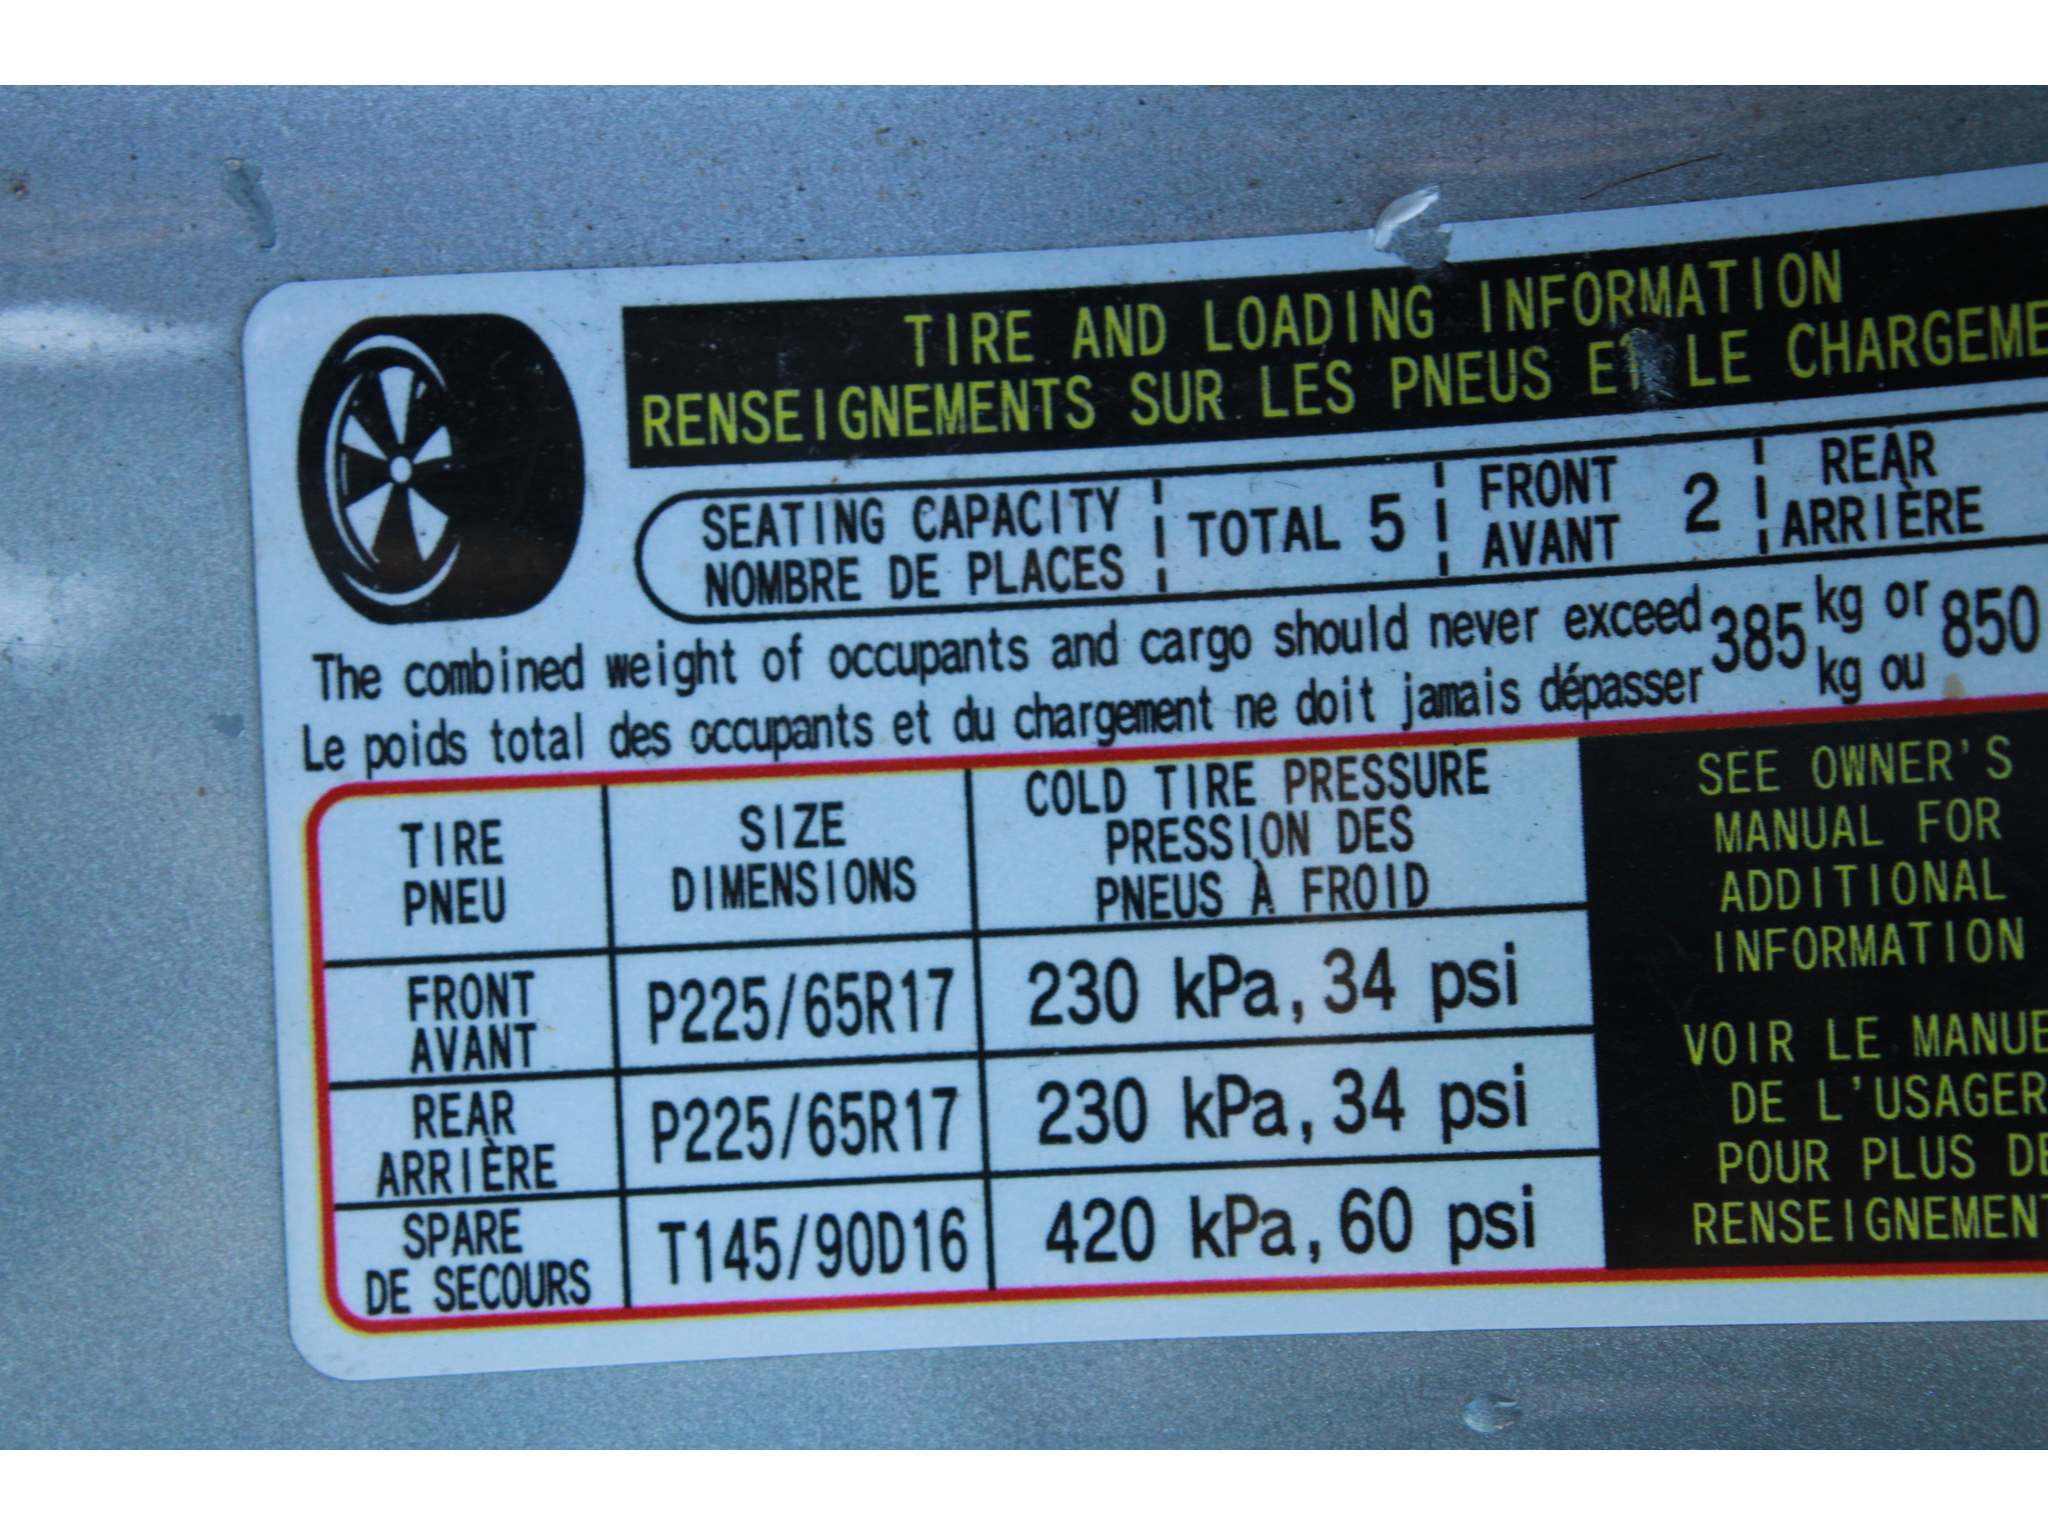 TIRE AND LOADING INFORMATION
RENSEIGNEMENTS SUR LES PNEUS ET LE CHARGEME
SEATING CAPACITY TOTAL 5 FRONT 2 REAR
NOMBRE DE PLACES AVANT ARRIÈRE
The combined weight of occupants and cargo should never exceed 385 kg or 850
Le poids total des occupants et du chargement ne doit jamais dépasser kg ou
TIRE
PNEU
SIZE
DIMENSIONS
COLD TIRE PRESSURE
PRESSION DES
PNEUS À FROID
FRONT
AVANT
P225/65R17
230 kPa, 34 psi
REAR
ARRIÈRE
P225/65R17
230 kPa, 34 psi
SPARE
DE SECOURS
T145/90D16
420 kPa, 60 psi
SEE OWNER'S
MANUAL FOR
ADDITIONAL
INFORMATION
VOIR LE MANUE
DE L'USAGER
POUR PLUS DE
RENSEIGNEMENT